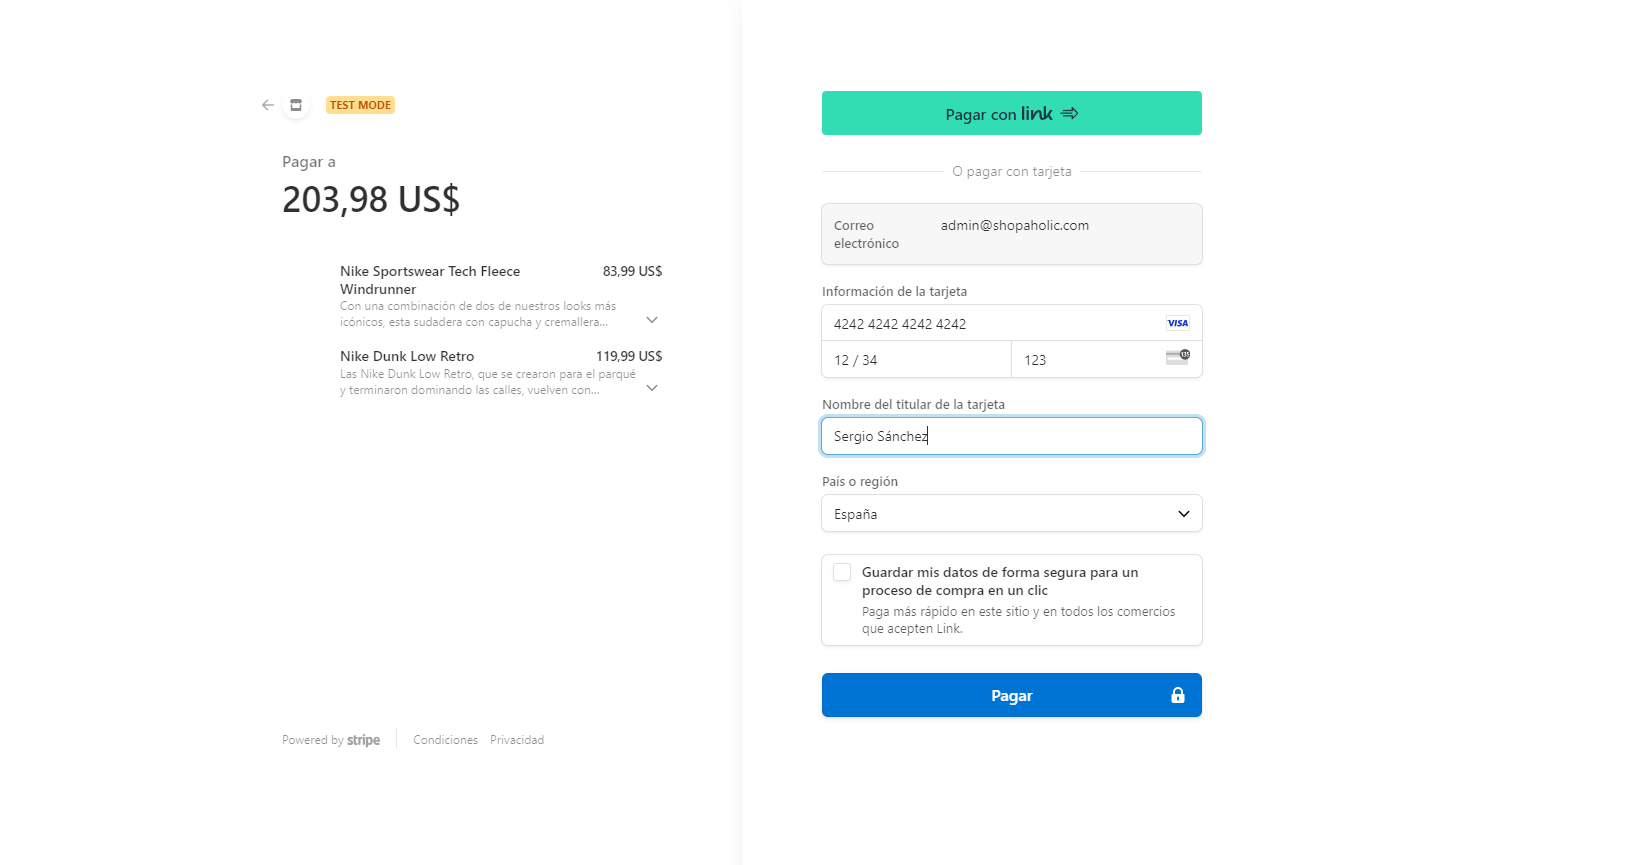 TEST MODE
Pagar a
203,98 US$
Nike Sportswear Tech Fleece Windrunner
83,99 US$
Con una combinación de dos de nuestros looks más
icónicos, esta sudadera con capucha y cremallera...
Nike Dunk Low Retro
119,99 US$
Las Nike Dunk Low Retro, que se crearon para el parqué
y terminaron dominando las calles, vuelven con...
Powered by stripe
Condiciones
Privacidad
Pagar con link
O pagar con tarjeta
Correo electrónico
admin@shopaholic.com
Información de la tarjeta
4242 4242 4242 4242
VISA
12 / 34
123
135
Nombre del titular de la tarjeta
Sergio Sánchez
País o región
España
Guardar mis datos de forma segura para un
proceso de compra en un clic
Paga más rápido en este sitio y en todos los comercios
que acepten Link.
Pagar